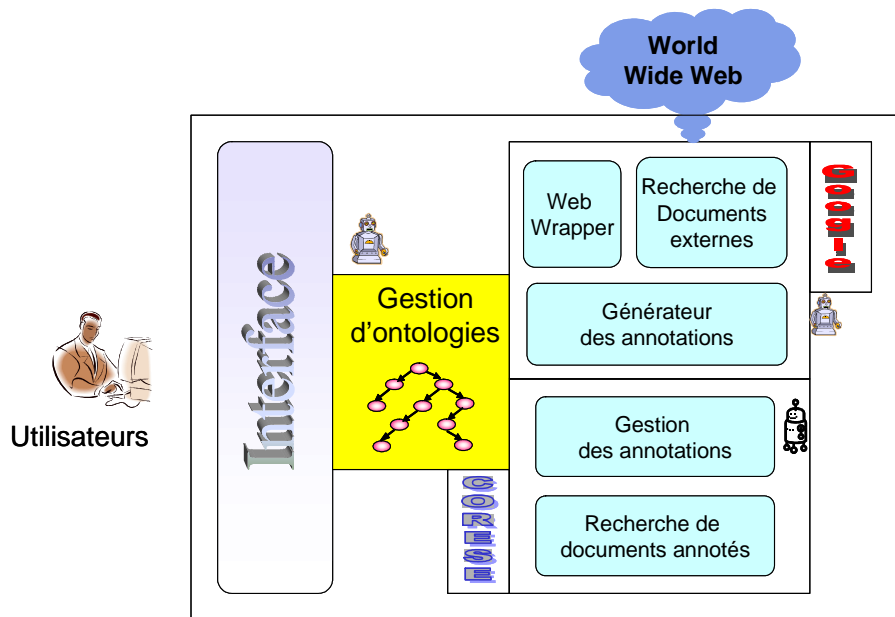 World
Wide Web
Web
Wrapper
Recherche de
Documents
externes
Google
Interface
Gestion
d'ontologies
Générateur
des annotations
Utilisateurs
Gestion
des annotations
CORESE
Recherche de
documents annotés